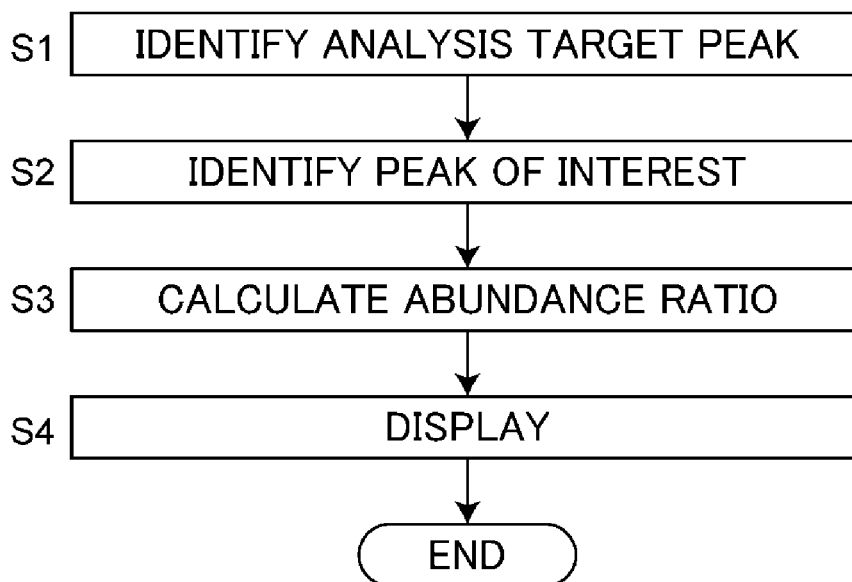 S1 IDENTIFY ANALYSIS TARGET PEAK
S2 IDENTIFY PEAK OF INTEREST
S3 CALCULATE ABUNDANCE RATIO
S4 DISPLAY
END